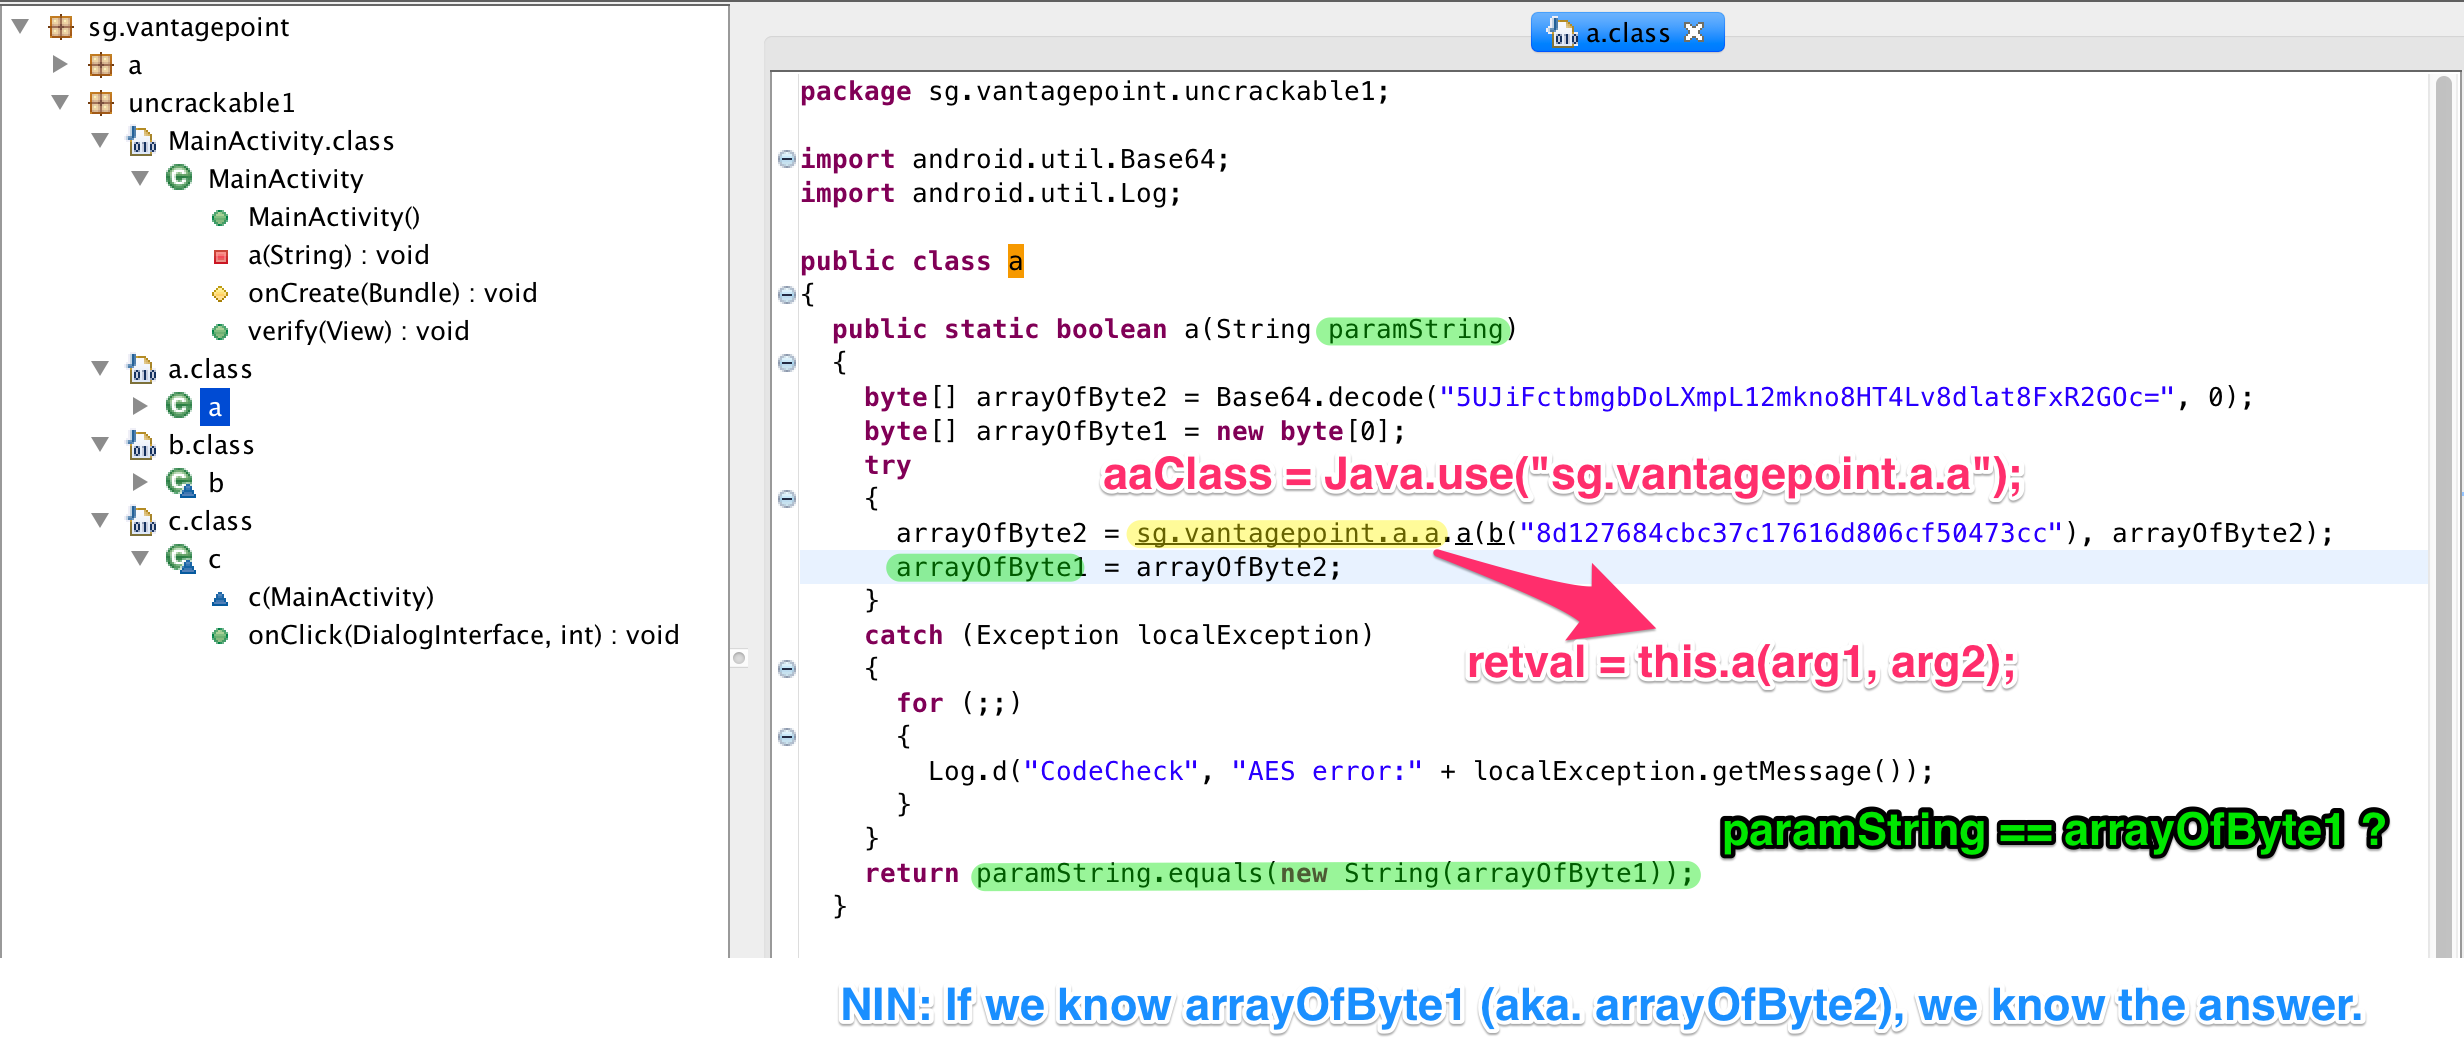 sg.vantagepoint
a
uncrackable1
MainActivity.class
MainActivity
MainActivity()
a(String) : void
onCreate(Bundle) : void
verify(View) : void
a.class
a
b.class
b
c.class
c
c(MainActivity)
onClick(DialogInterface, int) : void
a.class
package sg.vantagepoint.uncrackable1;
import android.util.Base64;
import android.util.Log;
public class a
{
public static boolean a(String paramString)
{
byte[] arrayOfByte2 = Base64.decode("5UJiFctbmgbDoLXmpL12mkno8HT4Lv8dlat8FxR2GOc=", 0);
byte[] arrayOfByte1 = new byte[0];
try
aaClass = Java.use("sg.vantagepoint.a.a");
{
arrayOfByte2 = sg.vantagepoint.a.a.a(b("8d127684cbc37c17616d806cf50473cc"), arrayOfByte2);
arrayOfByte1 = arrayOfByte2;
}
catch (Exception localException)
{
retval = this.a(arg1, arg2);
for (;;)
{
Log.d("CodeCheck", "AES error:" + localException.getMessage());
}
paramString == arrayOfByte1 ?
}
return paramString.equals(new String(arrayOfByte1));
}
NIN: If we know arrayOfByte1 (aka. arrayOfByte2), we know the answer.